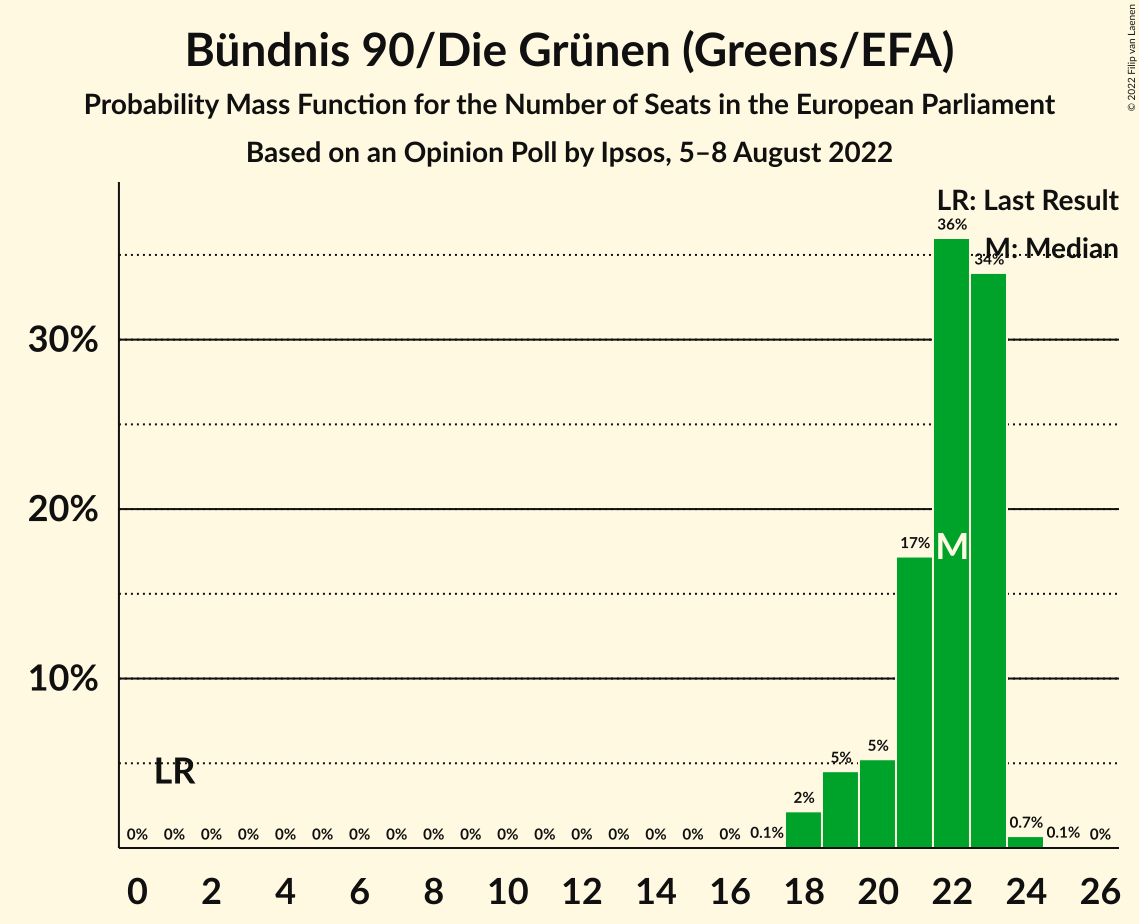 Bündnis 90/Die Grünen (Greens/EFA)
Probability Mass Function for the Number of Seats in the European Parliament
Based on an Opinion Poll by Ipsos, 5–8 August 2022
© 2022 Filip van Laenen
LR: Last Result
M: Median
30%
20%
10%
LR
M
0% 0% 0% 0% 0% 0% 0% 0% 0% 0% 0% 0% 0% 0% 0% 0% 0% 0.1% 2% 5% 5% 17% 36% 34% 0.7% 0.1% 0%
0 2 4 6 8 10 12 14 16 18 20 22 24 26